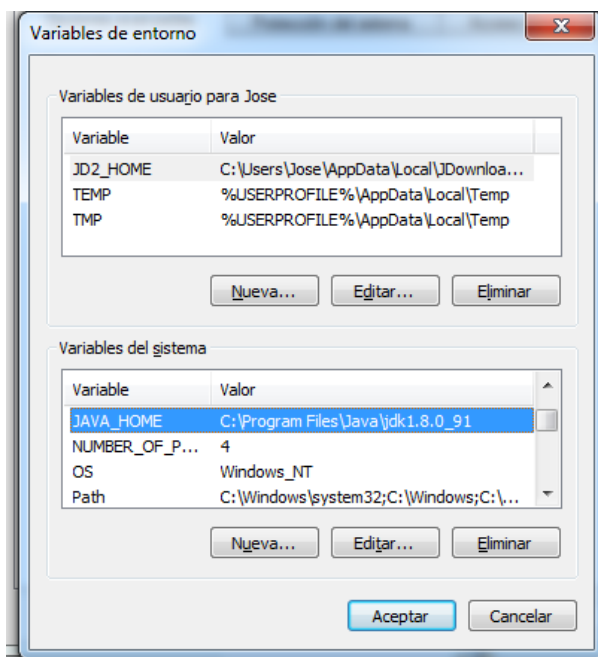 Variables de entorno
Variables de usuario para Jose
Variable Valor
JD2_HOME C:\Users\Jose\AppData\Local\JDownloa...
TEMP %USERPROFILE%\AppData\Local\Temp
TMP %USERPROFILE%\AppData\Local\Temp
Nueva... Editar... Eliminar
Variables del sistema
Variable Valor
JAVA_HOME C:\Program Files\Java\jdk1.8.0_91
NUMBER_OF_P... 4
OS Windows_NT
Path C:\Windows\system32;C:\Windows;C:\...
Nueva... Editar... Eliminar
Aceptar Cancelar